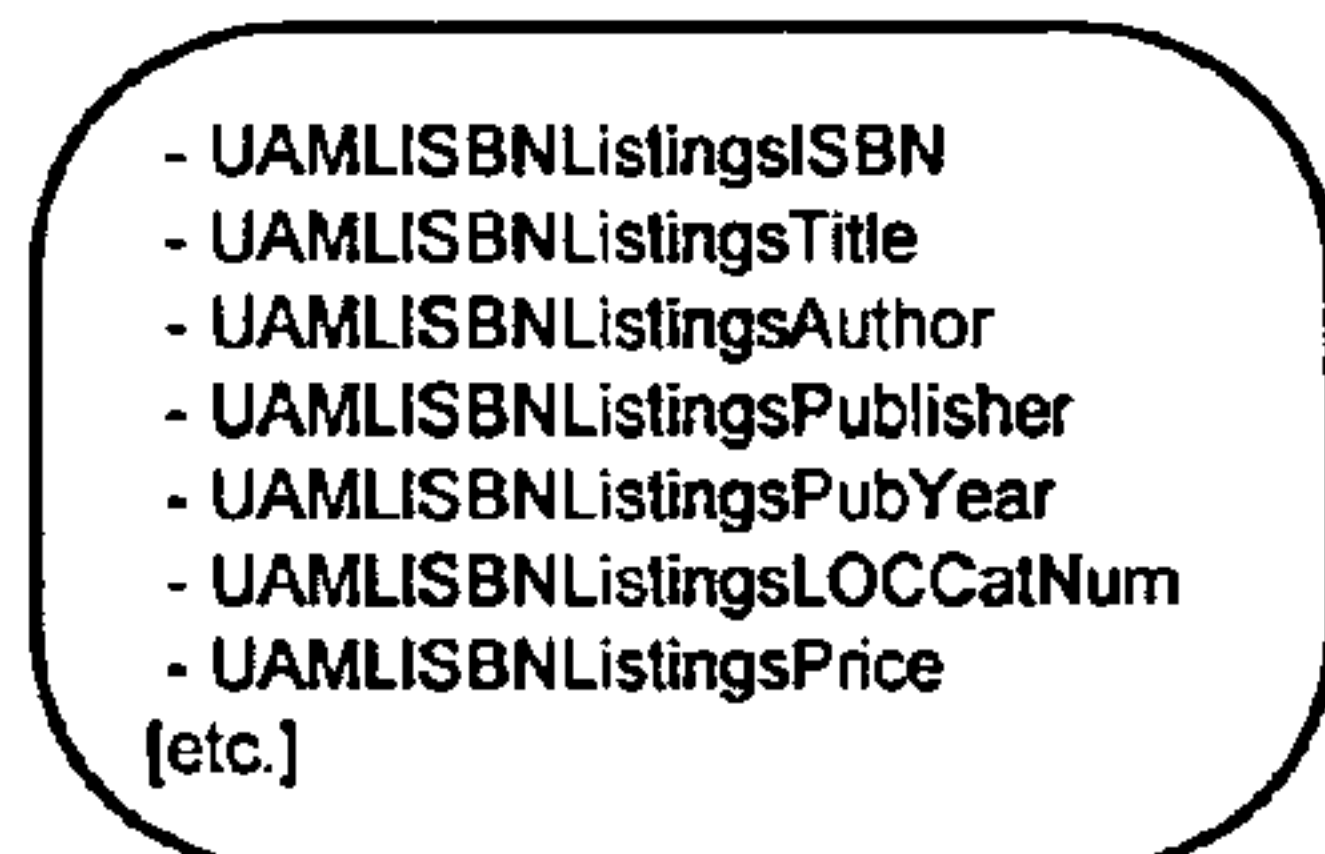 - UAMLISBNListingsISBN
- UAMLISBNListingsTitle
- UAMLISBNListingsAuthor
- UAMLISBNListingsPublisher
- UAMLISBNListingsPubYear
- UAMLISBNListingsLOCCatNum
- UAMLISBNListingsPrice
[etc.]